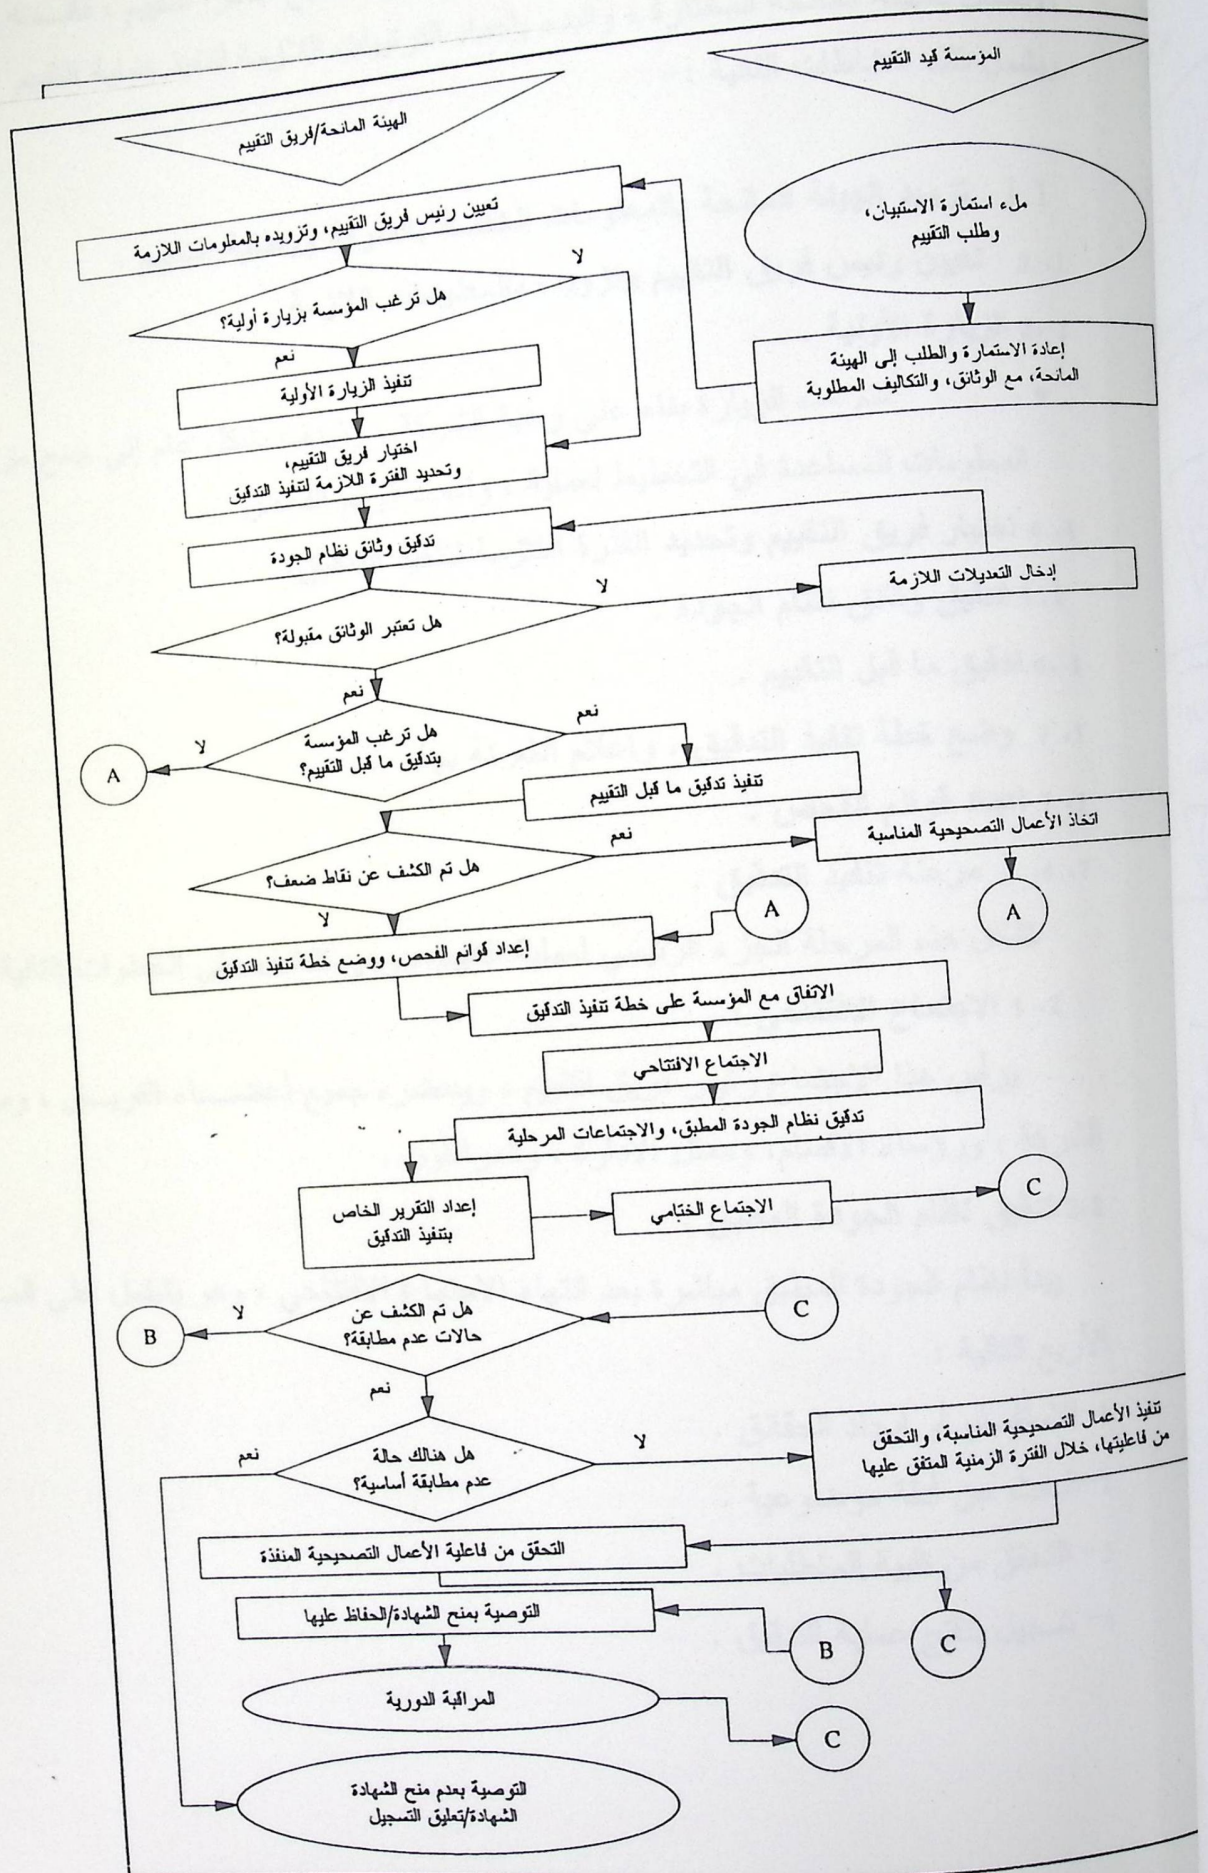 المؤسسة قيد التقييم
الهيئة المانحة/فريق التقييم
ملء استمارة الاستبيان،
وطلب التقييم
تعيين رئيس فريق التقييم، وتزويده بالمعلومات اللازمة
لا
هل ترغب المؤسسة بزيارة أولية؟
نعم
إعادة الاستمارة والطلب إلى الهيئة
المانحة، مع الوثائق، والتكاليف المطلوبة
تنفيذ الزيارة الأولية
اختيار فريق التقييم،
وتحديد الفترة اللازمة لتنفيذ التدقيق
تدقيق وثائق نظام الجودة
لا
إدخال التعديلات اللازمة
هل تعتبر الوثائق مقبولة؟
نعم
نعم
هل ترغب المؤسسة
بتدقيق ما قبل التقييم؟
لا
A
تنفيذ تدقيق ما قبل التقييم
نعم
اتخاذ الأعمال التصحيحية المناسبة
هل تم الكشف عن نقاط ضعف؟
A
A
لا
إعداد قوائم الفحص، ووضع خطة تنفيذ التدقيق
الاتفاق مع المؤسسة على خطة تنفيذ التدقيق
الاجتماع الافتتاحي
تدقيق نظام الجودة المطبق، والاجتماعات المرحلية
C
الاجتماع الختامي
إعداد التقرير الخاص
بتنفيذ التدقيق
C
هل تم الكشف عن
حالات عدم مطابقة؟
لا
B
نعم
تنفيذ الأعمال التصحيحية المناسبة، والتحقق
من فاعليتها، خلال الفترة الزمنية المتفق عليها
لا
هل هنالك حالة
عدم مطابقة أساسية؟
نعم
التحقق من فاعلية الأعمال التصحيحية المنفذة
التوصية بمنح الشهادة/الحفاظ عليها
C
B
المراقبة الدورية
C
التوصية بعدم منح الشهادة
الشهادة/تعليق التسجيل